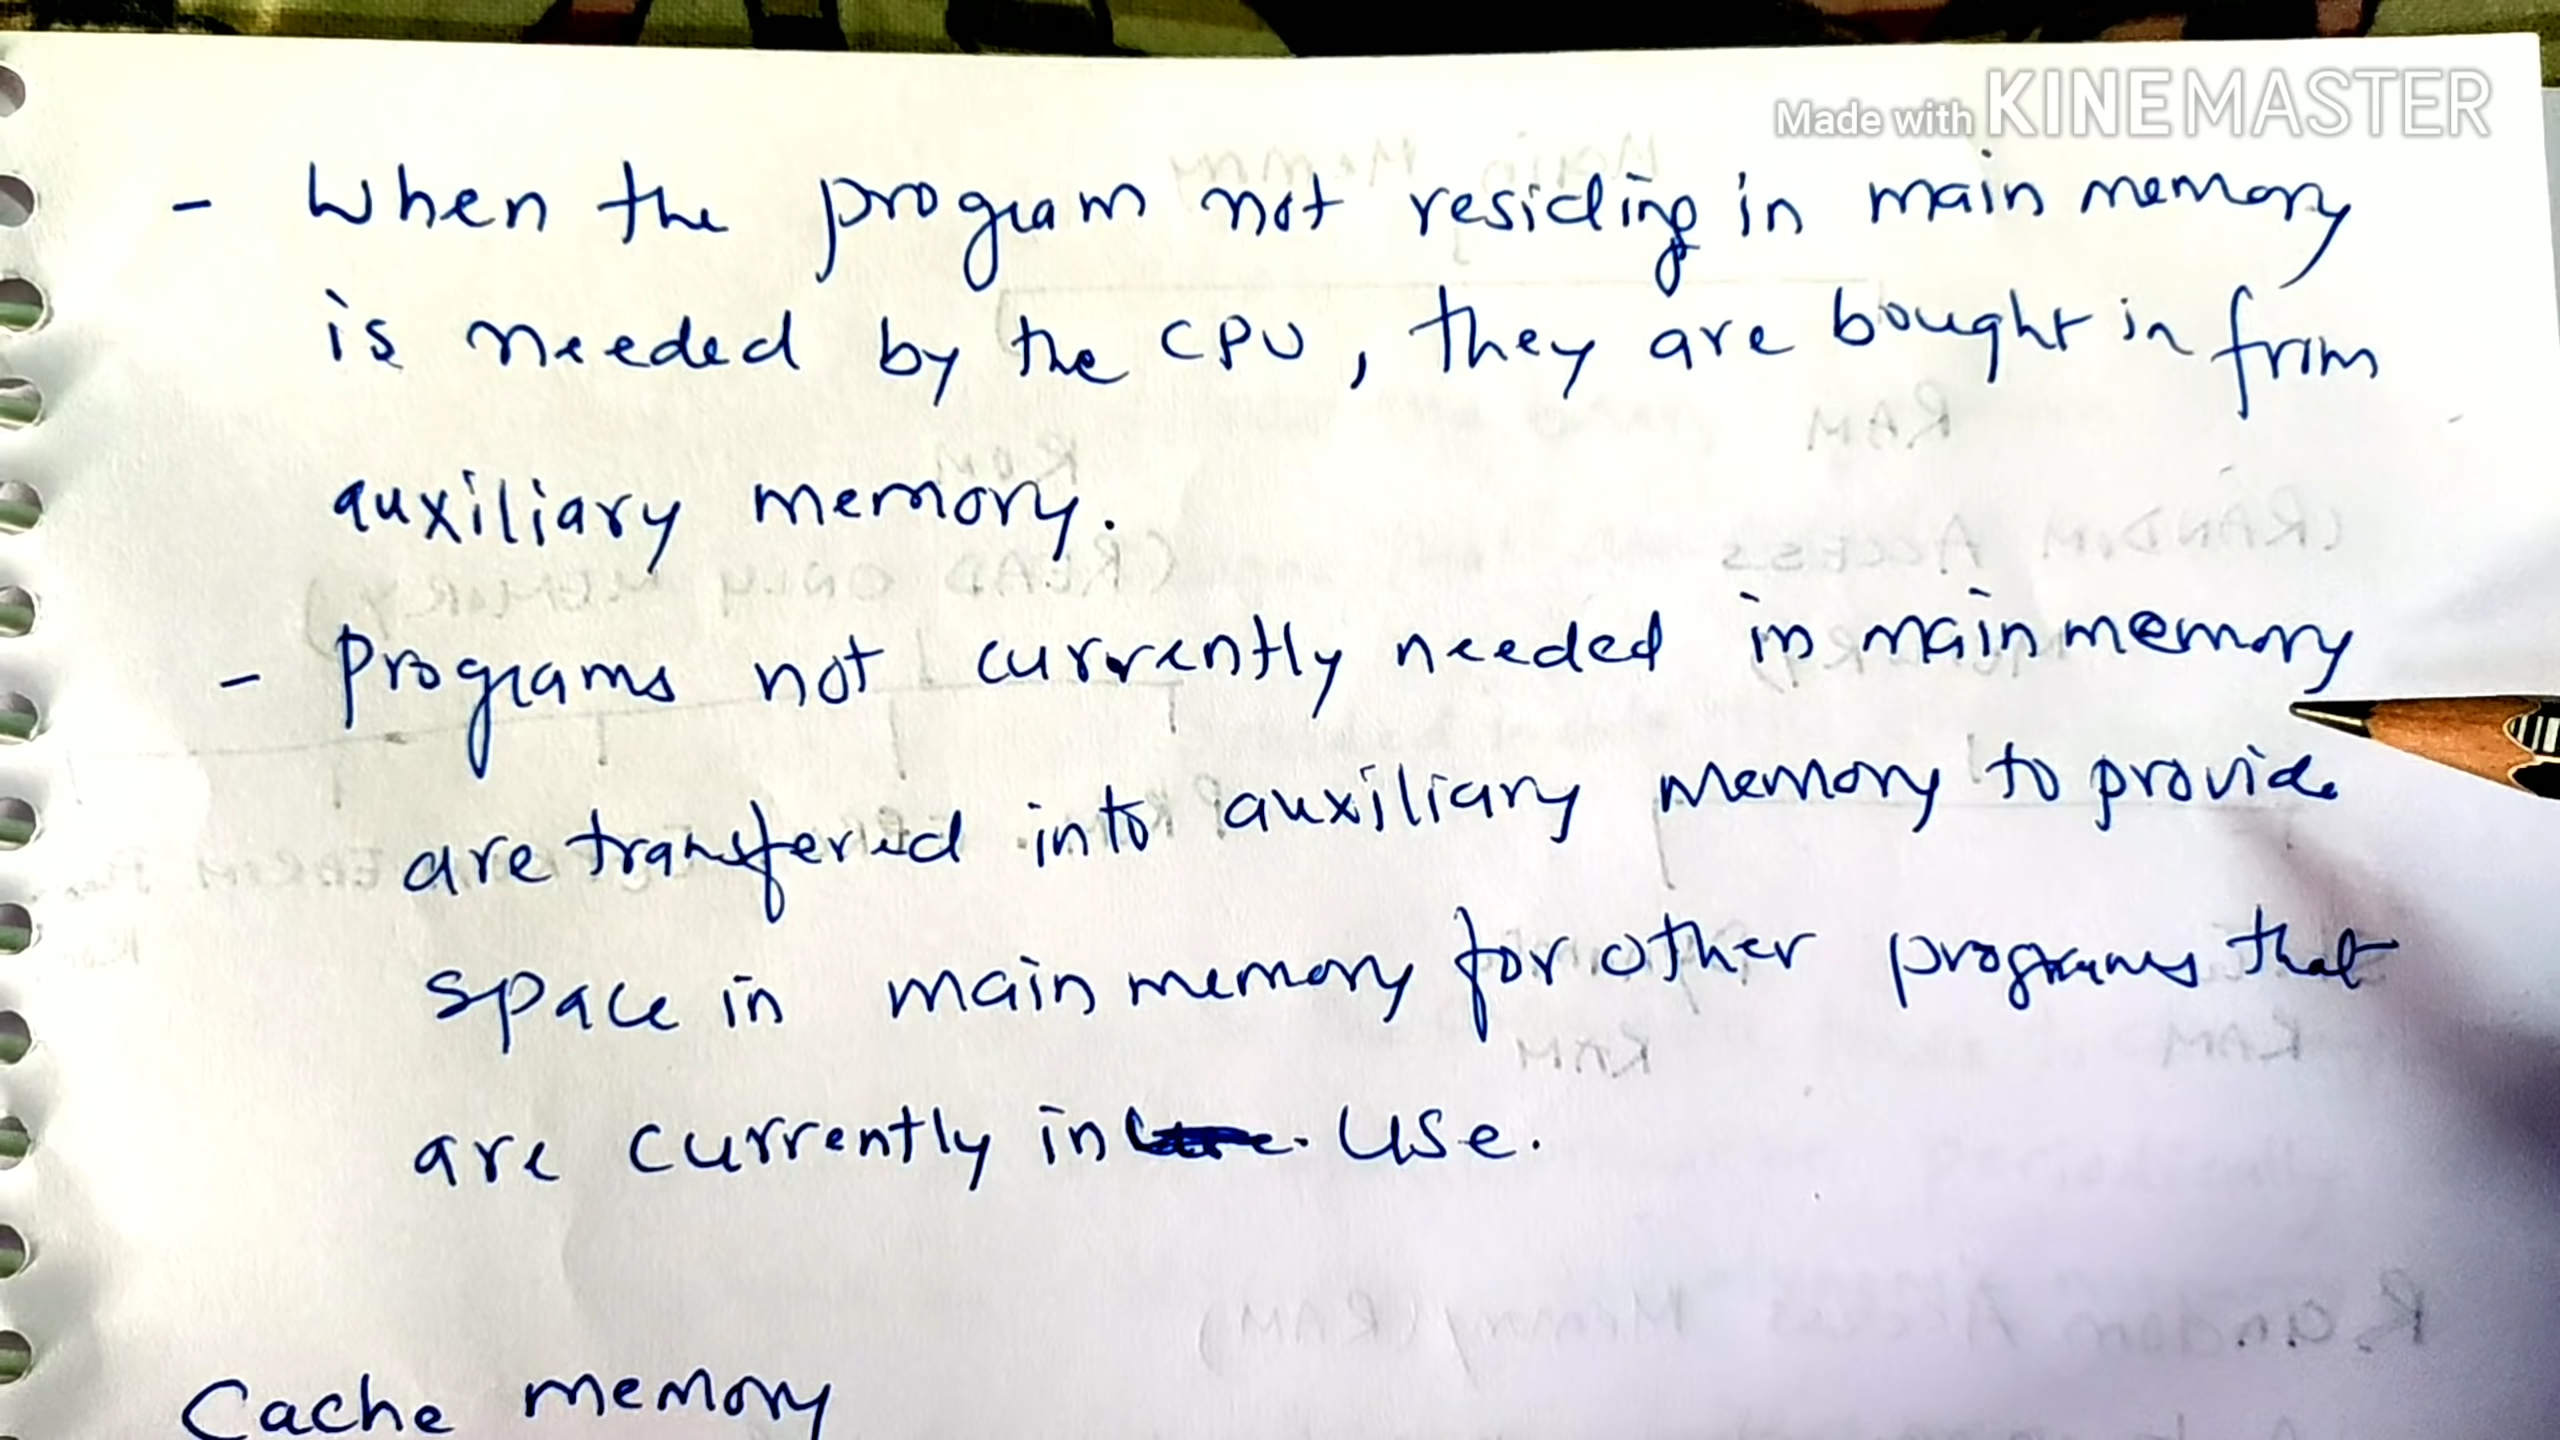 Made with KINEMASTER
- When the program not residing in main memory
is needed by the CPU, they are bought in from
auxiliary memory.
- Programs not currently needed in main memory
are transfered into auxiliary memory to provide
space in main memory for other programs that
are currently in use.
Cache memory